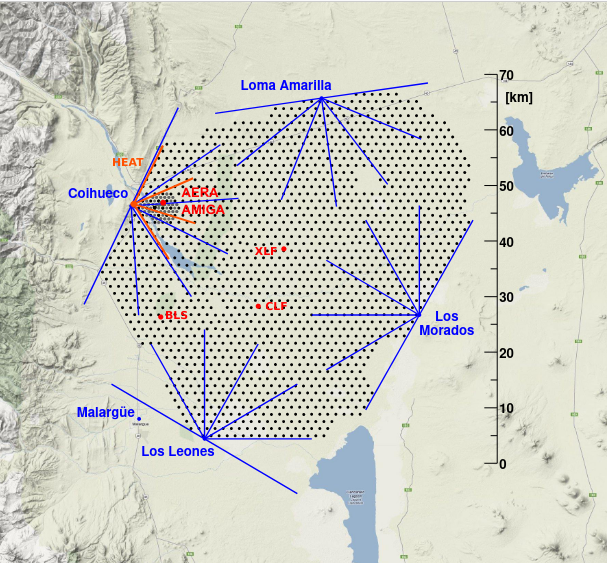 Loma Amarilla
70
[km]
60
HEAT
50
Coihueco
AERA
AMIGA
40
XLF
30
CLF
BLS
Los
Morados
20
10
Malargüe
Los Leones
0